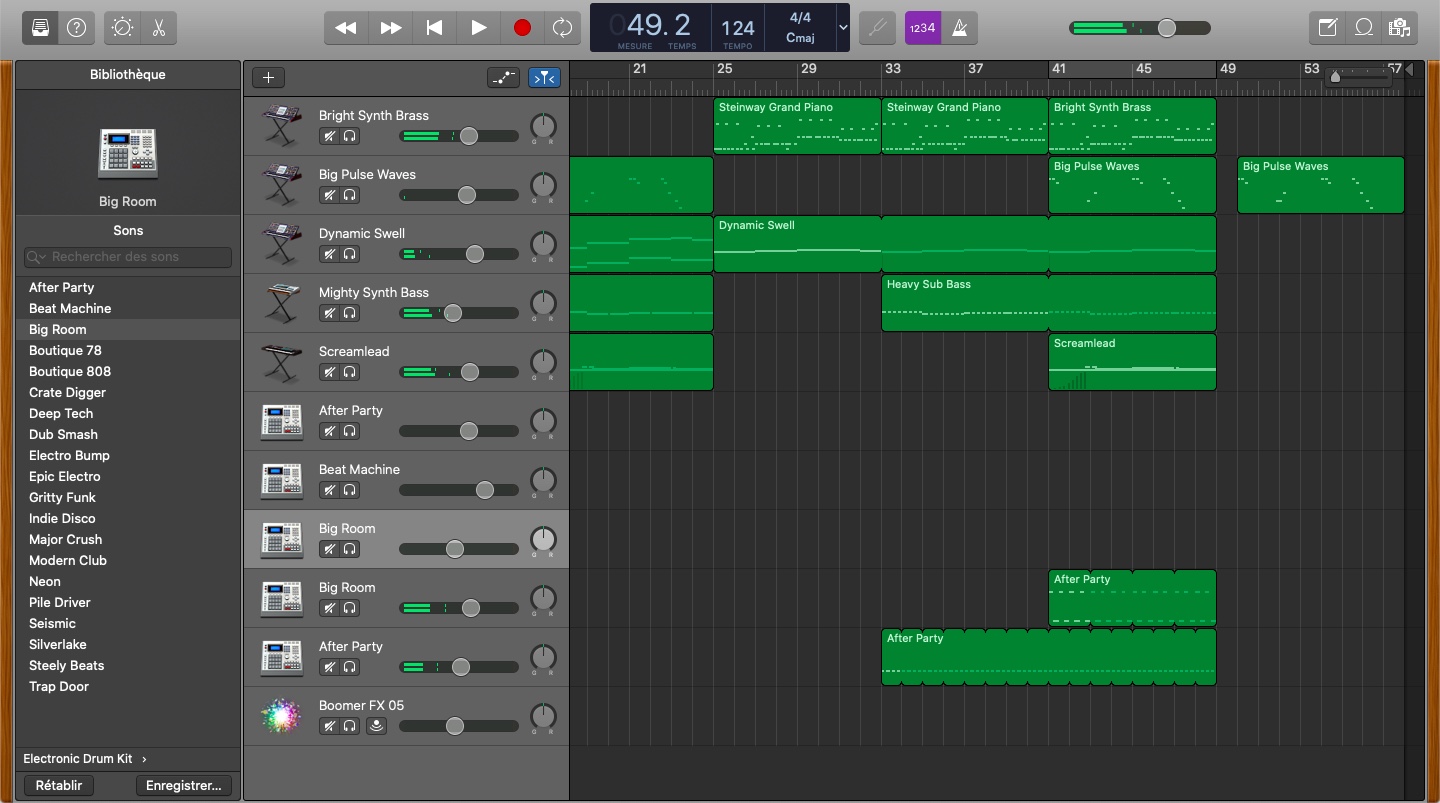 049.2
MESURE TEMPS
124
TEMPO
4/4
Cmaj
1234
Bibliothèque
Big Room
Sons
Rechercher des sons
After Party
Beat Machine
Big Room
Boutique 78
Boutique 808
Crate Digger
Deep Tech
Dub Smash
Electro Bump
Epic Electro
Gritty Funk
Indie Disco
Major Crush
Modern Club
Neon
Pile Driver
Seismic
Silverlake
Steely Beats
Trap Door
Electronic Drum Kit ›
Rétablir Enregistrer...
21 25 29 33 37 41 45 49 53 57
Bright Synth Brass
G R
Steinway Grand Piano Steinway Grand Piano Bright Synth Brass
Big Pulse Waves
G R
Big Pulse Waves Big Pulse Waves
Dynamic Swell
G R
Dynamic Swell
Mighty Synth Bass
G R
Heavy Sub Bass
Screamlead
G R
Screamlead
After Party
G R
Beat Machine
G R
Big Room
G R
Big Room
G R
After Party
After Party
G R
After Party
Boomer FX 05
G R